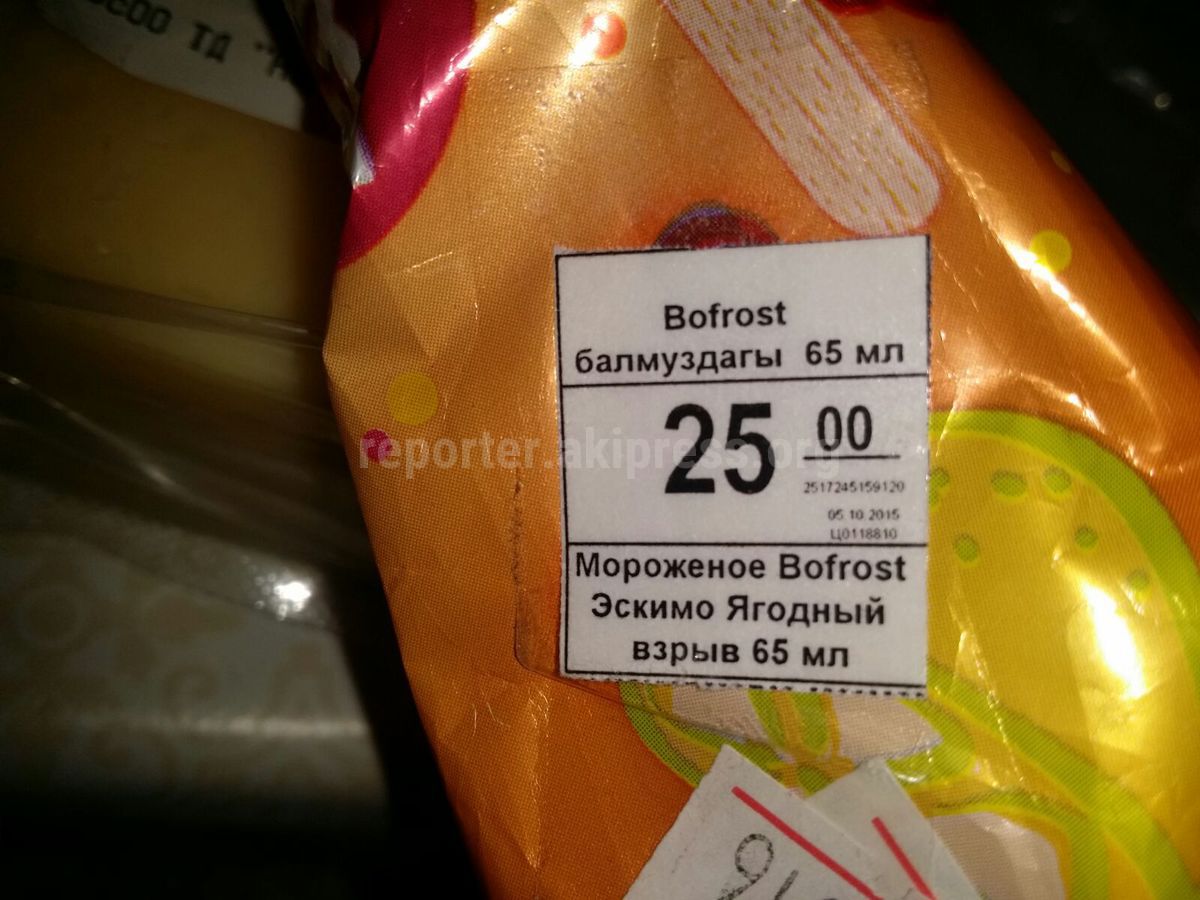 Bofrost
балмуздагы 65 мл
25 00
2517245159120
05 10 2015
Ц0118810
Мороженое Bofrost
Эскимо Ягодный
взрыв 65 мл
reporter.akipress.org